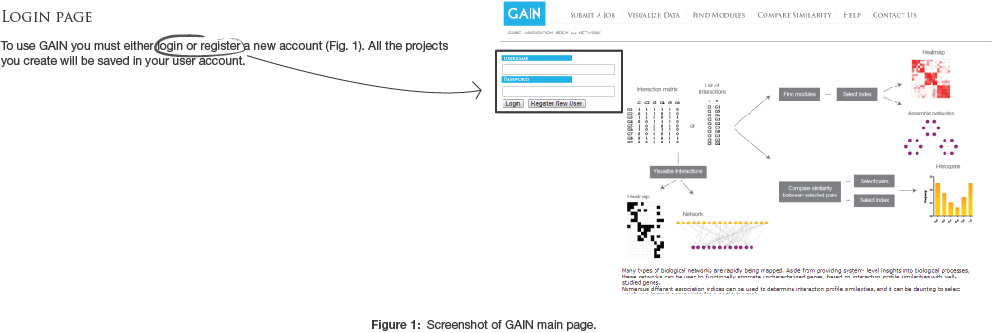 LOGIN PAGE
To use GAIN you must either login or register a new account (Fig. 1). All the projects
you create will be saved in your user account.
GAIN
SUBMIT A JOB | VISUALIZE DATA | FIND MODULES | COMPARE SIMILARITY | HELP | CONTACT US
USERNAME
PASSWORD
Login Register New User
Interaction matrix
List of
Interactions
or
Find modules
Select index
Heatmap
Assemble networks
Visualize interactions
Compare similarity
between selected pairs
Select pairs
Select index
Histogram
Heatmap
Network
Many types of biological networks are rapidly being mapped. Aside from providing system- level insights into biological processes,
these networks can be used to functionally annotate uncharacterized genes, based on interaction profile similarities with well-
studied genes.
Numerous different association indices can be used to determine interaction profile similarities, and it can be daunting to select
Figure 1: Screenshot of GAIN main page.